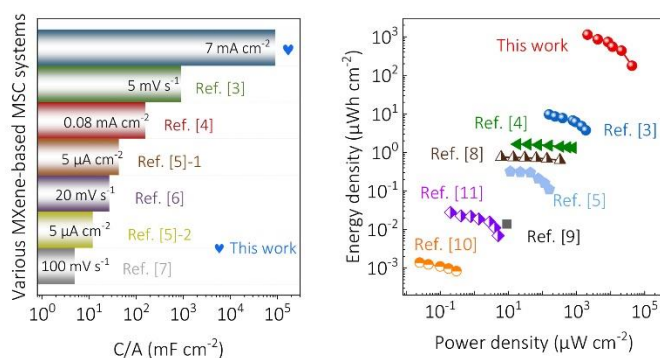 Various MXene-based MSC systems
7 mA cm⁻²
5 mV s⁻¹
Ref. [3]
0.08 mA cm⁻²
Ref. [4]
5 μA cm⁻²
Ref. [5]-1
20 mV s⁻¹
Ref. [6]
5 μA cm⁻²
Ref. [5]-2
This work
100 mV s⁻¹
Ref. [7]
10⁰ 10¹ 10² 10³ 10⁴ 10⁵
C/A (mF cm⁻²)
Energy density (μWh cm⁻²)
10³
10²
10¹
10⁰
10⁻¹
10⁻²
10⁻³
This work
Ref. [3]
Ref. [4]
Ref. [8]
Ref. [5]
Ref. [11]
Ref. [9]
Ref. [10]
10⁻¹ 10¹ 10³ 10⁵
Power density (μW cm⁻²)